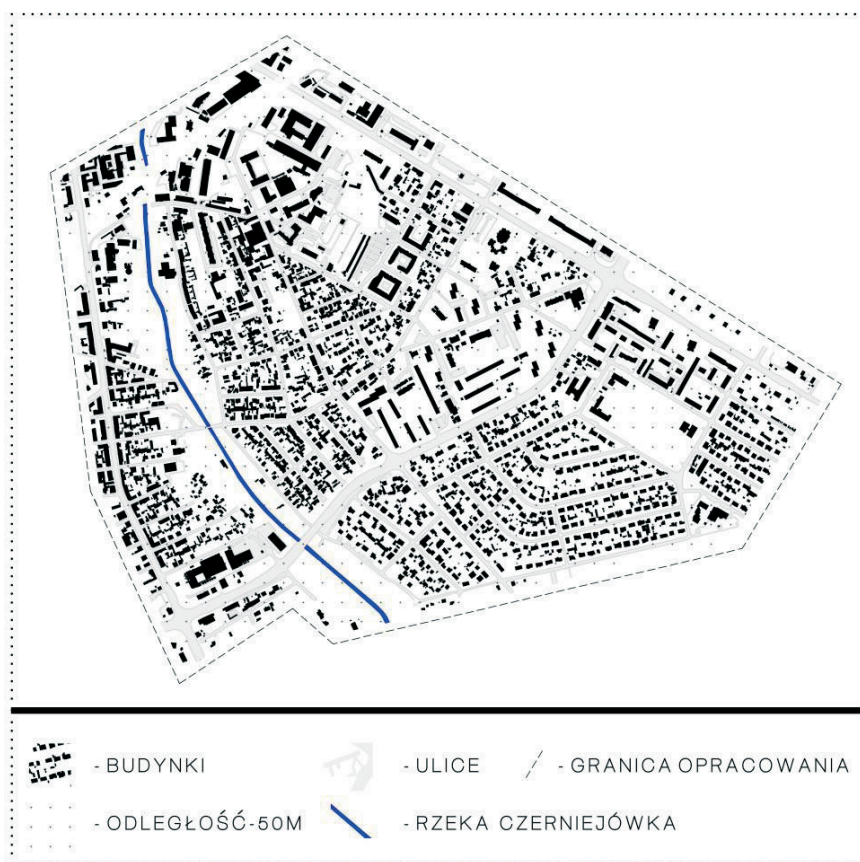 - BUDYNKI - ULICE - GRANICA OPRACOWANIA
- ODLEGŁOŚĆ-50M - RZEKA CZERNIEJÓWKA